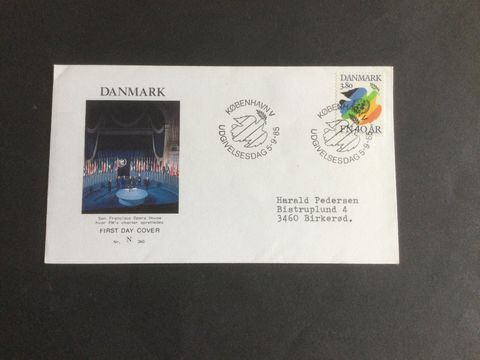 DANMARK
San Francisco Opera House
hvor FN's charter oprettedes
FIRST DAY COVER
Nr. N
KØBENHAVN V
UDGIVELSESDAG 5-9-85
DANMARK
3.80
FN 40 ÅR
KØBENHAVN V
UDGIVELSESDAG 5-9-85
Harald Pedersen
Bistruplund 4
3460 Birkerød.